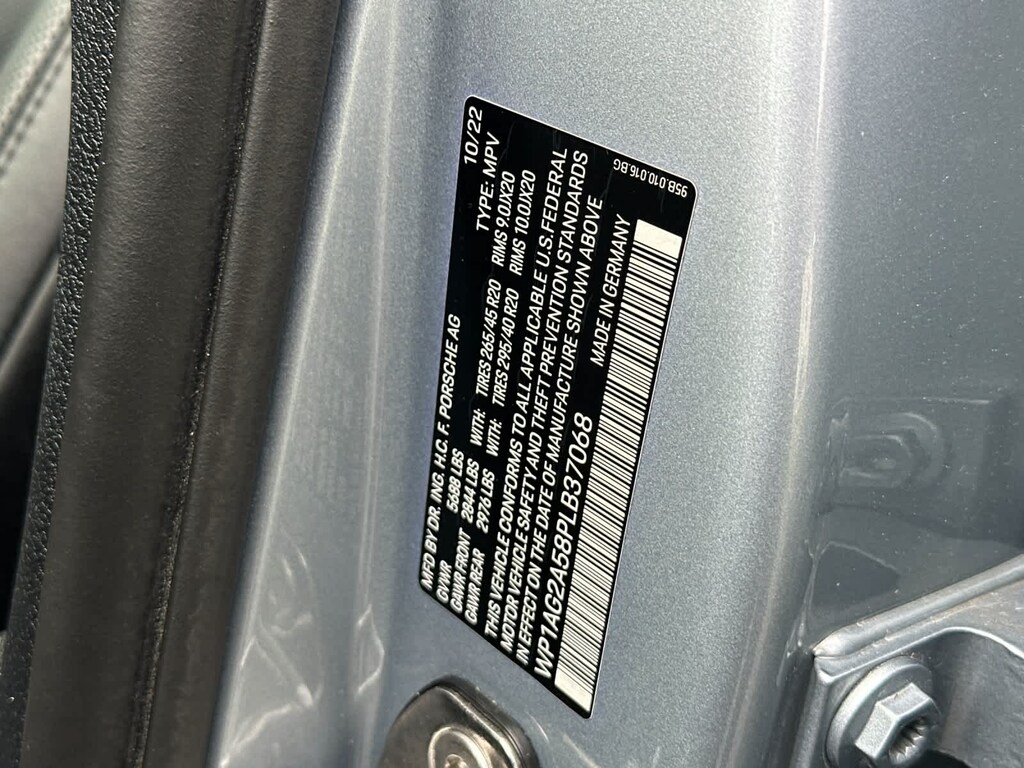 MFD BY DR. ING. H.C. F. PORSCHE AG 10/22
GVWR 5688 LBS TYPE: MPV
GAWR FRONT 2844 LBS WITH: TIRES 265/45 R20 RIMS 9.0JX20
GAWR REAR 2976 LBS WITH: TIRES 295/40 R20 RIMS 10.0JX20
THIS VEHICLE CONFORMS TO ALL APPLICABLE U.S. FEDERAL
MOTOR VEHICLE SAFETY AND THEFT PREVENTION STANDARDS
IN EFFECT ON THE DATE OF MANUFACTURE SHOWN ABOVE
WP1AG2A58PLB37068 MADE IN GERMANY
95B.010.016.BG